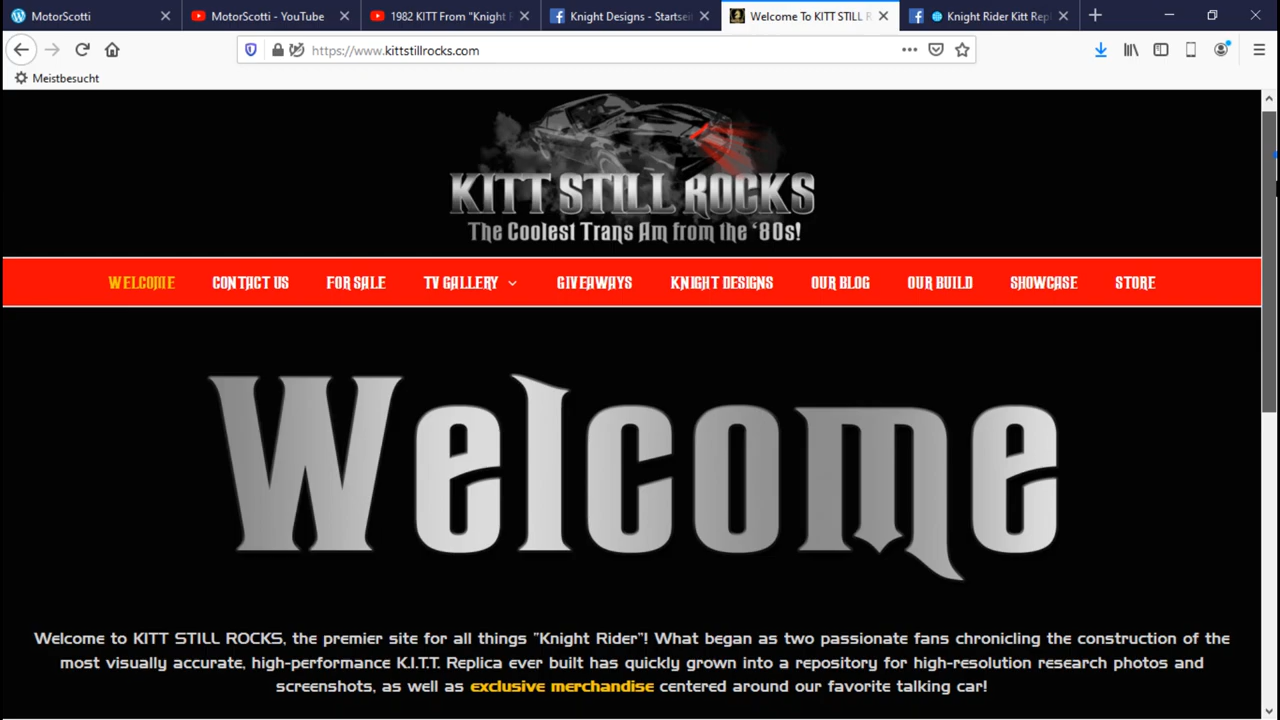 MotorScotti
MotorScotti - YouTube
1982 KITT From "Knight R
Knight Designs - Startseit
Welcome To KITT STILL R
Knight Rider Kitt Repl
https://www.kittstillrocks.com
Meistbesucht
KITT STILL ROCKS
The Coolest Trans Am from the '80s!
WELCOME CONTACT US FOR SALE TV GALLERY GIVEAWAYS KNIGHT DESIGNS OUR BLOG OUR BUILD SHOWCASE STORE
Welcome
Welcome to KITT STILL ROCKS, the premier site for all things "Knight Rider"! What began as two passionate fans chronicling the construction of the
most visually accurate, high-performance K.I.T.T. Replica ever built has quickly grown into a repository for high-resolution research photos and
screenshots, as well as exclusive merchandise centered around our favorite talking car!